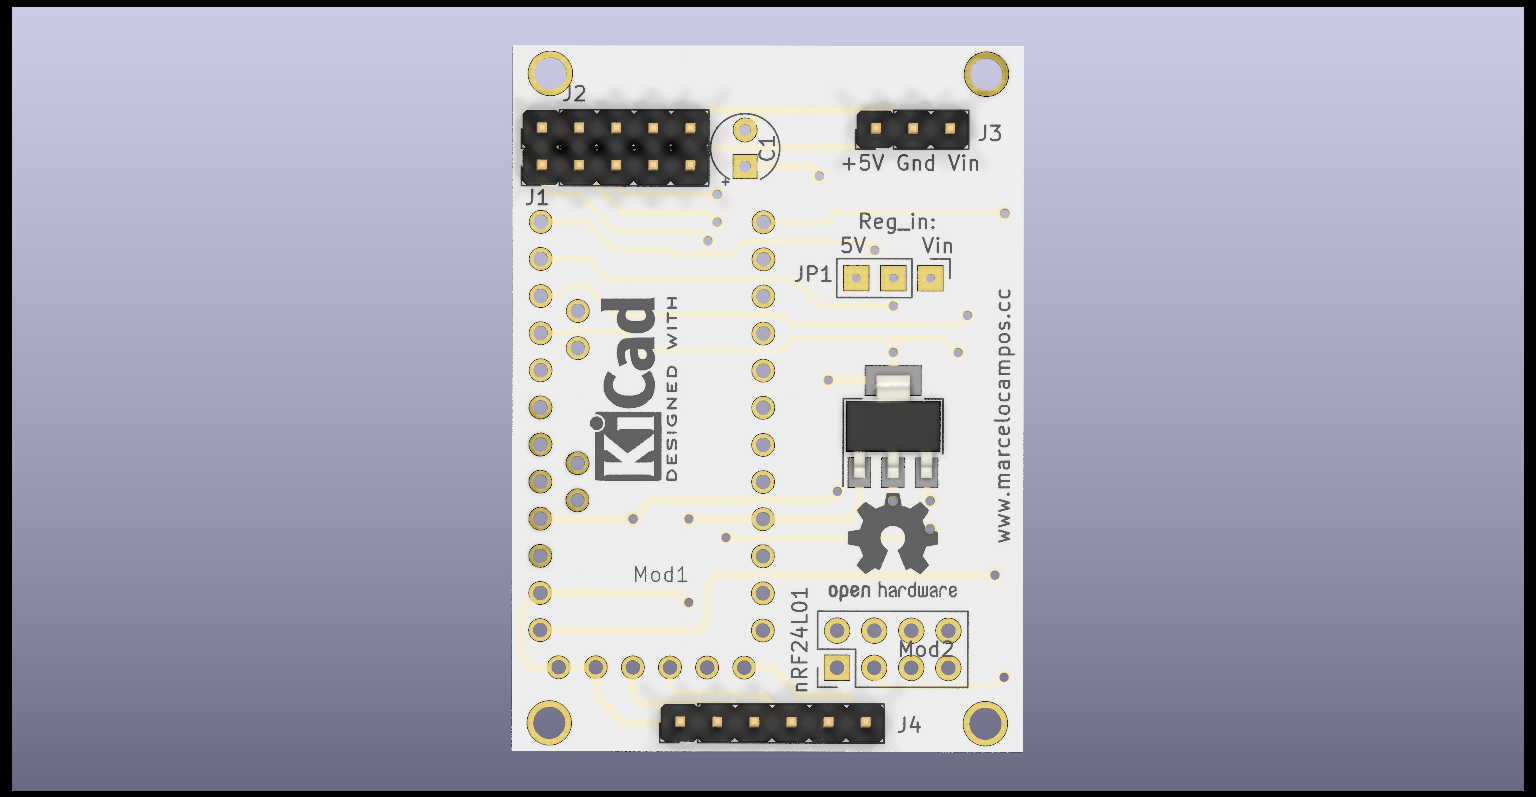 J2
J3
C1
+
+5V Gnd Vin
J1
Reg_in:
5V Vin
JP1
KiCad
DESIGNED WITH
www.marcelocampos.cc
Mod1
open hardware
nRF24L01
Mod2
J4